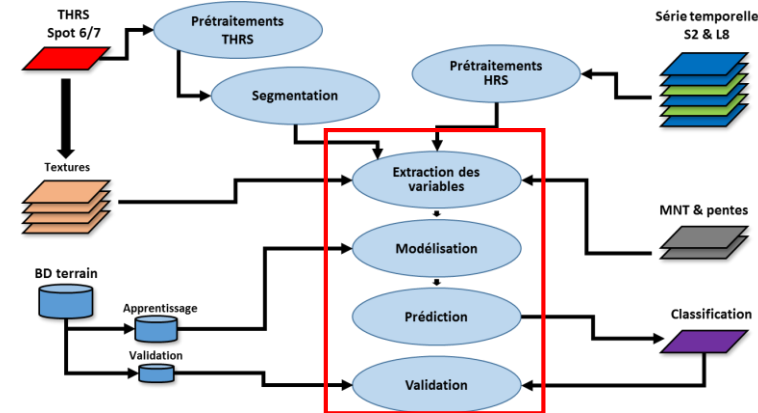 THRS
Spot 6/7
Prétraitements
THRS
Série temporelle
S2 & L8
Prétraitements
HRS
Segmentation
Textures
Extraction des
variables
MNT & pentes
Modélisation
BD terrain
Apprentissage
Prédiction
Classification
Validation
Validation